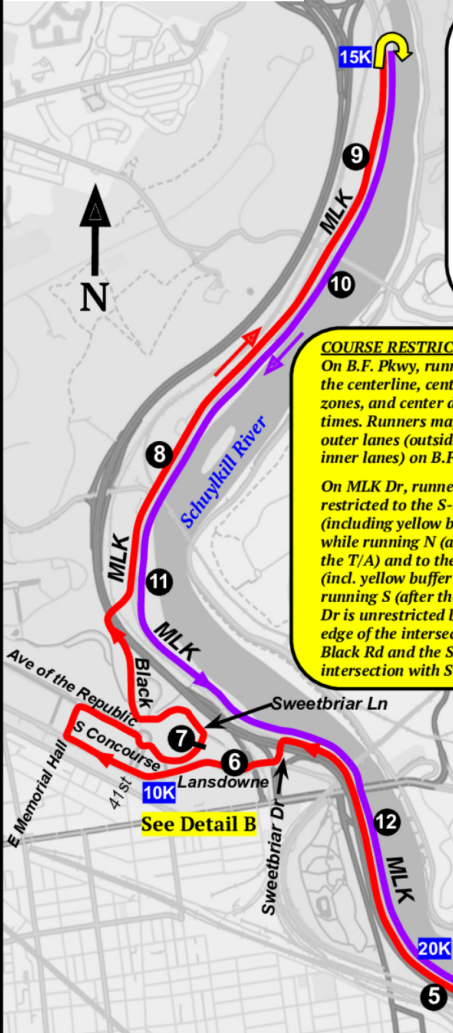 15K
9
MLK
N
10
COURSE RESTRIC
On B.F. Pkwy, runn
the centerline, cent
zones, and center a
times. Runners ma
outer lanes (outsid
inner lanes) on B.F
On MLK Dr, runne
restricted to the S-
(including yellow b
while running N (a
the T/A) and to the
(incl. yellow buffer
running S (after th
Dr is unrestricted b
edge of the intersec
Black Rd and the S
intersection with S
8
Schuylkill River
MLK
11
MLK
Black
Ave of the Republic
Sweetbriar Ln
S Concourse
7
E Memorial Hall
6
41st
Lansdowne
10K
See Detail B
Sweetbriar Dr
12
MLK
20K
5